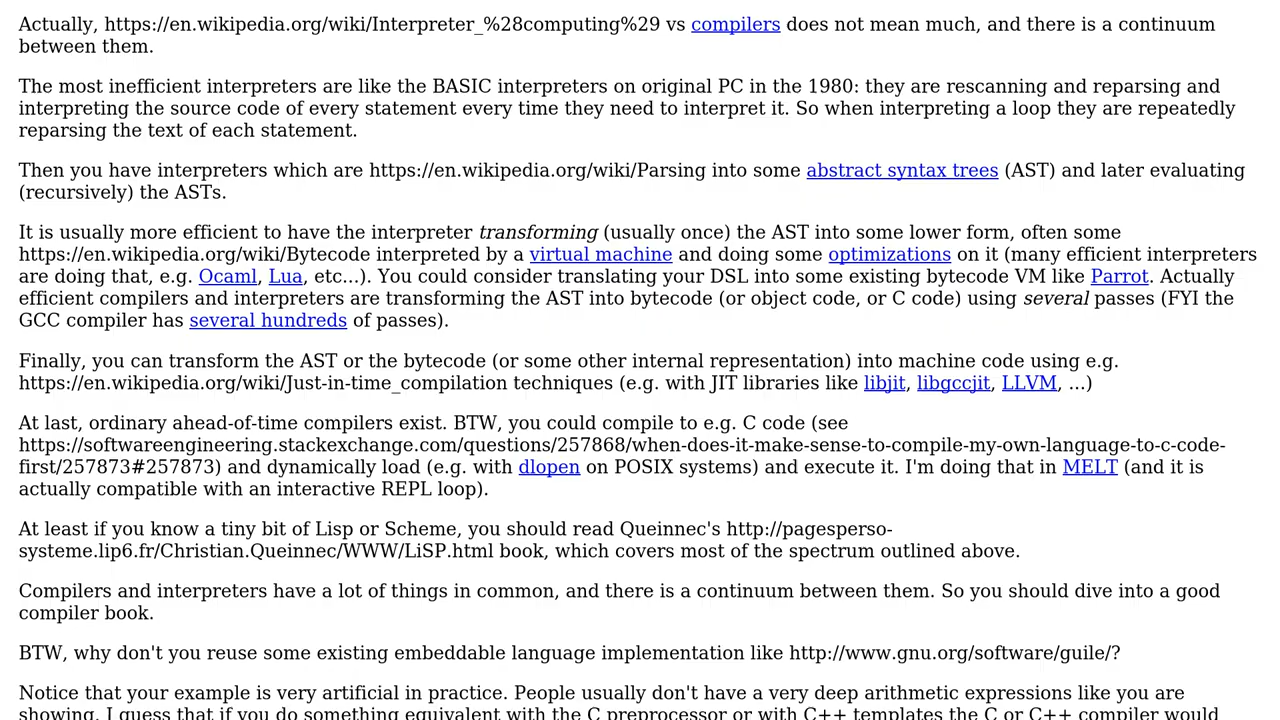 Actually, https://en.wikipedia.org/wiki/Interpreter_%28computing%29 vs compilers does not mean much, and there is a continuum
between them.
The most inefficient interpreters are like the BASIC interpreters on original PC in the 1980: they are rescanning and reparsing and
interpreting the source code of every statement every time they need to interpret it. So when interpreting a loop they are repeatedly
reparsing the text of each statement.
Then you have interpreters which are https://en.wikipedia.org/wiki/Parsing into some abstract syntax trees (AST) and later evaluating
(recursively) the ASTs.
It is usually more efficient to have the interpreter transforming (usually once) the AST into some lower form, often some
https://en.wikipedia.org/wiki/Bytecode interpreted by a virtual machine and doing some optimizations on it (many efficient interpreters
are doing that, e.g. Ocaml, Lua, etc...). You could consider translating your DSL into some existing bytecode VM like Parrot. Actually
efficient compilers and interpreters are transforming the AST into bytecode (or object code, or C code) using several passes (FYI the
GCC compiler has several hundreds of passes).
Finally, you can transform the AST or the bytecode (or some other internal representation) into machine code using e.g.
https://en.wikipedia.org/wiki/Just-in-time_compilation techniques (e.g. with JIT libraries like libjit, libgccjit, LLVM, ...)
At last, ordinary ahead-of-time compilers exist. BTW, you could compile to e.g. C code (see
https://softwareengineering.stackexchange.com/questions/257868/when-does-it-make-sense-to-compile-my-own-language-to-c-code-
first/257873#257873) and dynamically load (e.g. with dlopen on POSIX systems) and execute it. I'm doing that in MELT (and it is
actually compatible with an interactive REPL loop).
At least if you know a tiny bit of Lisp or Scheme, you should read Queinnec's http://pagesperso-
systeme.lip6.fr/Christian.Queinnec/WWW/LiSP.html book, which covers most of the spectrum outlined above.
Compilers and interpreters have a lot of things in common, and there is a continuum between them. So you should dive into a good
compiler book.
BTW, why don't you reuse some existing embeddable language implementation like http://www.gnu.org/software/guile/?
Notice that your example is very artificial in practice. People usually don't have a very deep arithmetic expressions like you are
showing. I guess that if you do something equivalent with the C preprocessor or with C++ templates the C or C++ compiler would